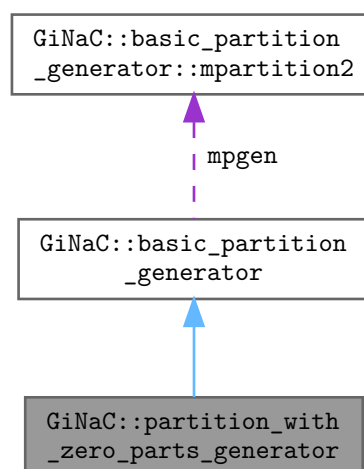 GiNaC::basic_partition
_generator::mpartition2
mpgen
GiNaC::basic_partition
_generator
GiNaC::partition_with
_zero_parts_generator